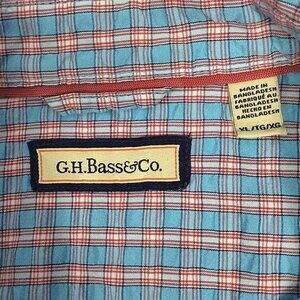 G.H.Bass&Co.
MADE IN
BANGLADESH
FABRIQUÉ AU
BANGLADESH
HECHO EN
BANGLADESH
XL/TG/XG